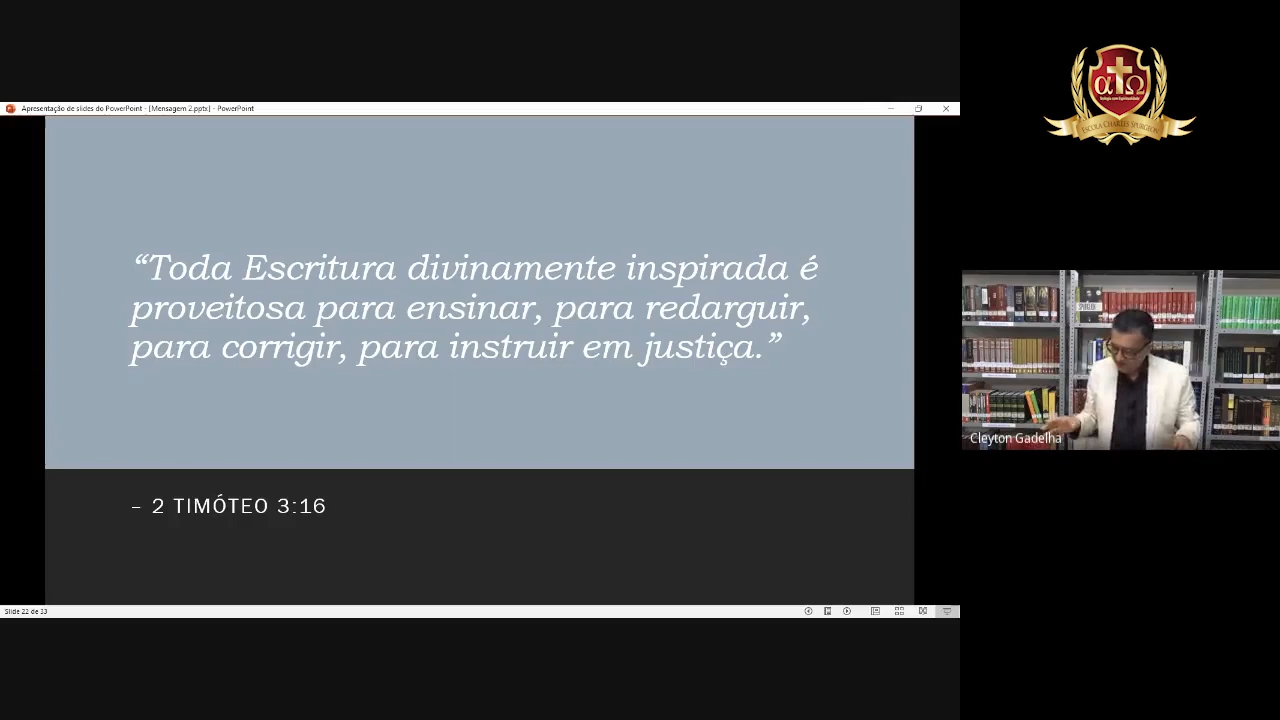 Apresentação de slides do PowerPoint - [Mensagem 2.pptx] - PowerPoint
“Toda Escritura divinamente inspirada é
proveitosa para ensinar, para redarguir,
para corrigir, para instruir em justiça.”
– 2 TIMÓTEO 3:16
Slide 22 de 33
α Ω
ESCOLA CHARLES SPURGEON
Cleyton Gadelha